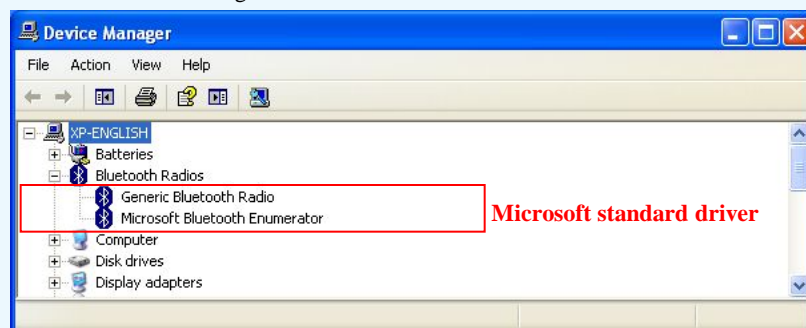 Device Manager
File Action View Help
XP-ENGLISH
Batteries
Bluetooth Radios
Generic Bluetooth Radio
Microsoft Bluetooth Enumerator
Microsoft standard driver
Computer
Disk drives
Display adapters